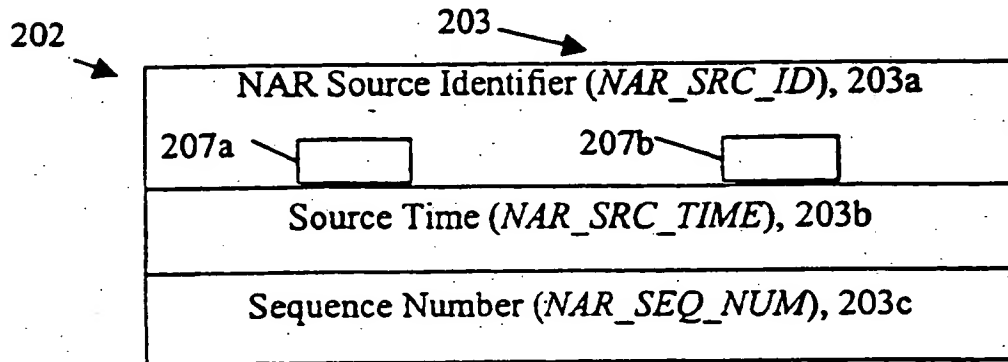 202
203
NAR Source Identifier (NAR_SRC_ID), 203a
207a
207b
Source Time (NAR_SRC_TIME), 203b
Sequence Number (NAR_SEQ_NUM), 203c